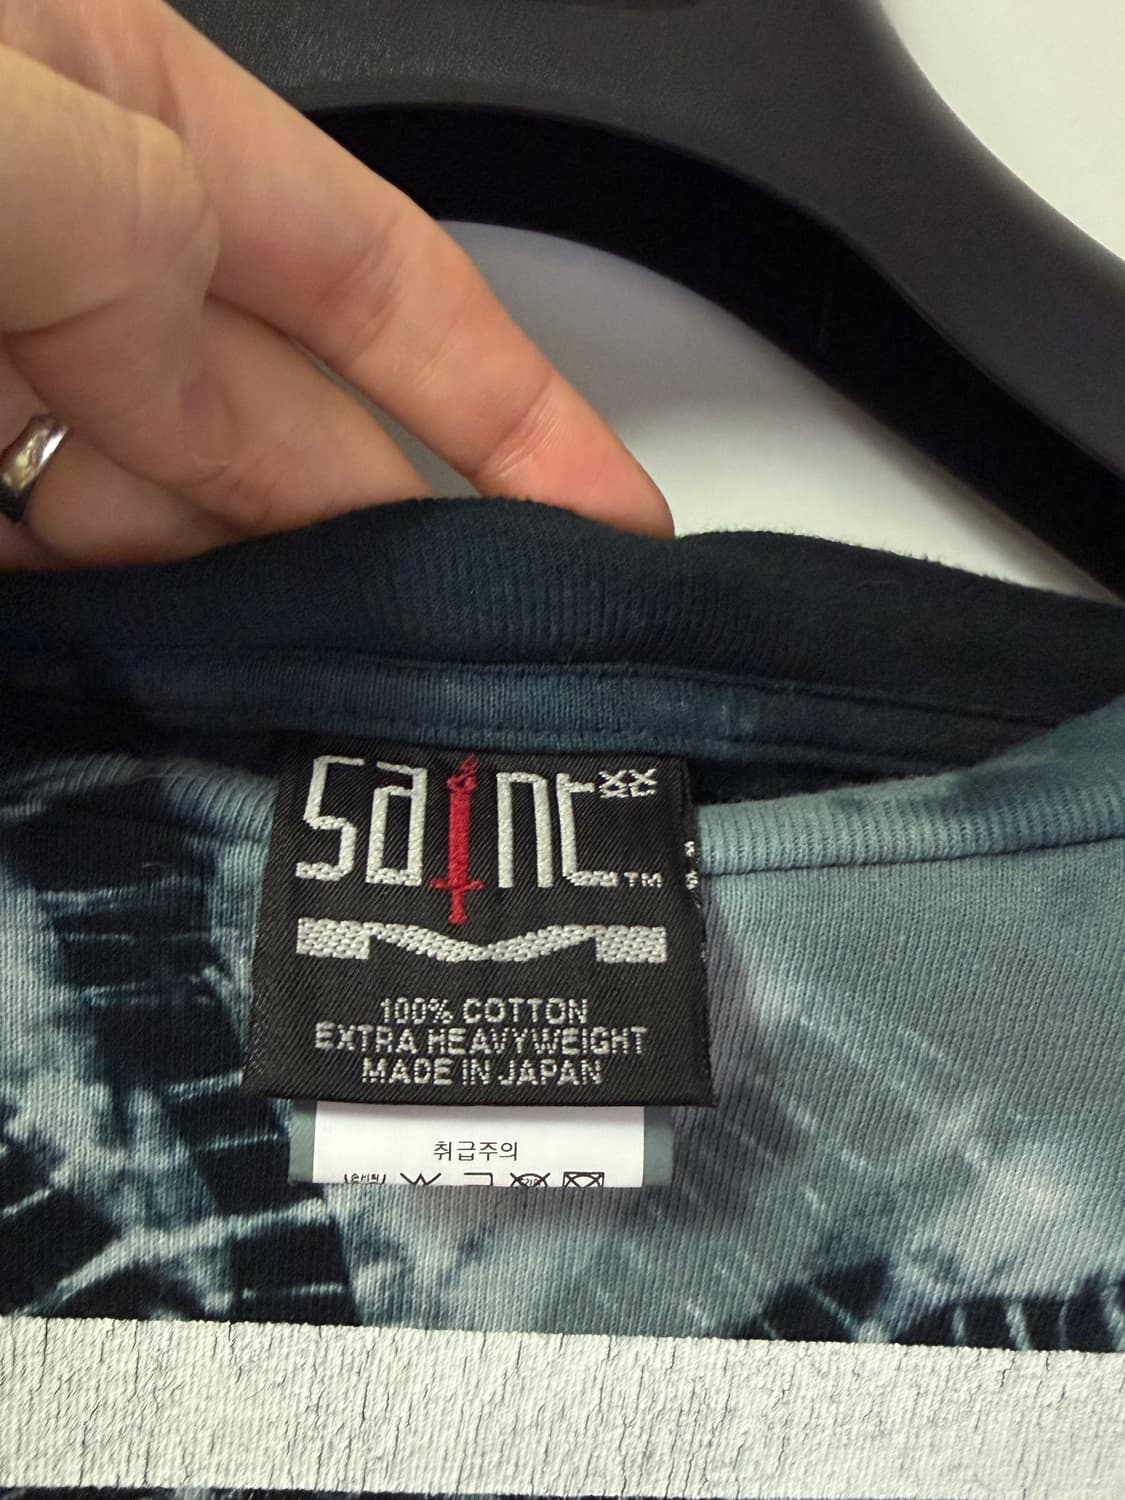 SAINt
™
100% COTTON
EXTRA HEAVYWEIGHT
MADE IN JAPAN
취급주의